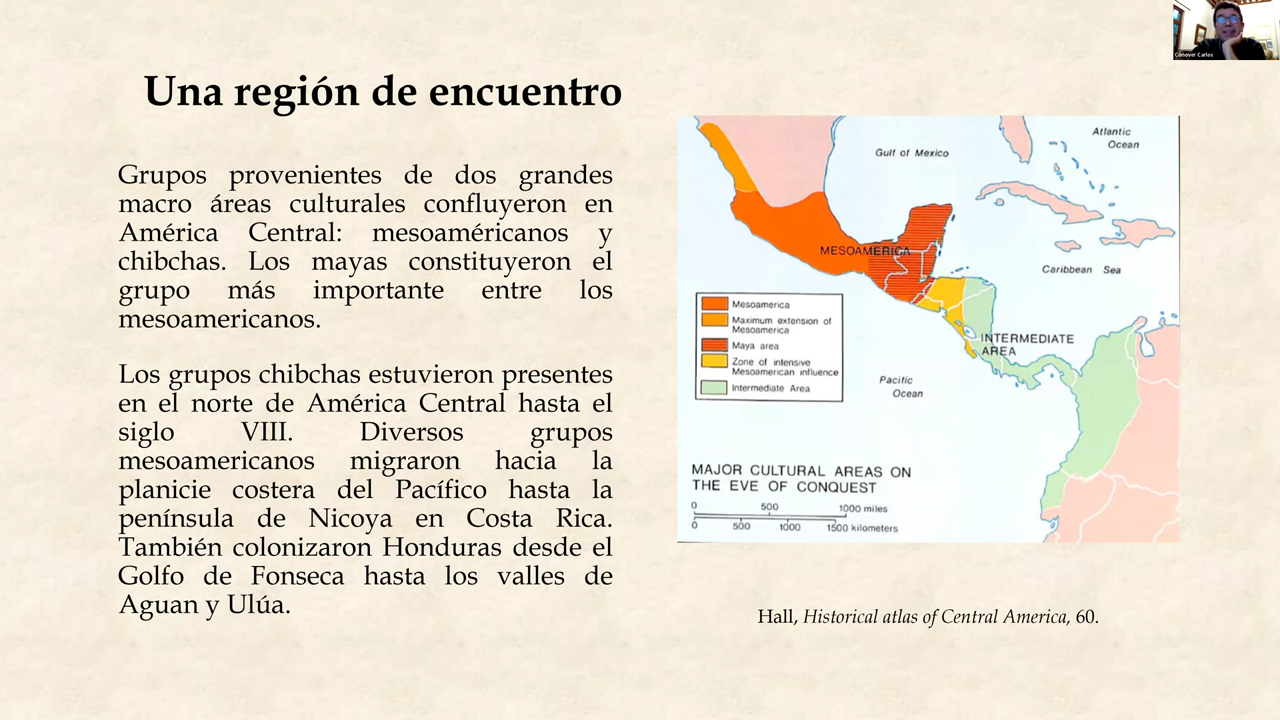 Conover Carlos
Una región de encuentro
Grupos provenientes de dos grandes
macro áreas culturales confluyeron en
América Central: mesoaméricanos y
chibchas. Los mayas constituyeron el
grupo más importante entre los
mesoamericanos.
Los grupos chibchas estuvieron presentes
en el norte de América Central hasta el
siglo VIII. Diversos grupos
mesoamericanos migraron hacia la
planicie costera del Pacífico hasta la
península de Nicoya en Costa Rica.
También colonizaron Honduras desde el
Golfo de Fonseca hasta los valles de
Aguan y Ulúa.
Atlantic
Ocean
Gulf of Mexico
MESOAMERICA
Caribbean Sea
Mesoamerica
Maximum extension of
Mesoamerica
Maya area
Zone of intensive
Mesoamerican influence
Intermediate Area
INTERMEDIATE
AREA
Pacific
Ocean
MAJOR CULTURAL AREAS ON
THE EVE OF CONQUEST
0 500 1000 miles
0 500 1000 1500 kilometers
Hall, Historical atlas of Central America, 60.